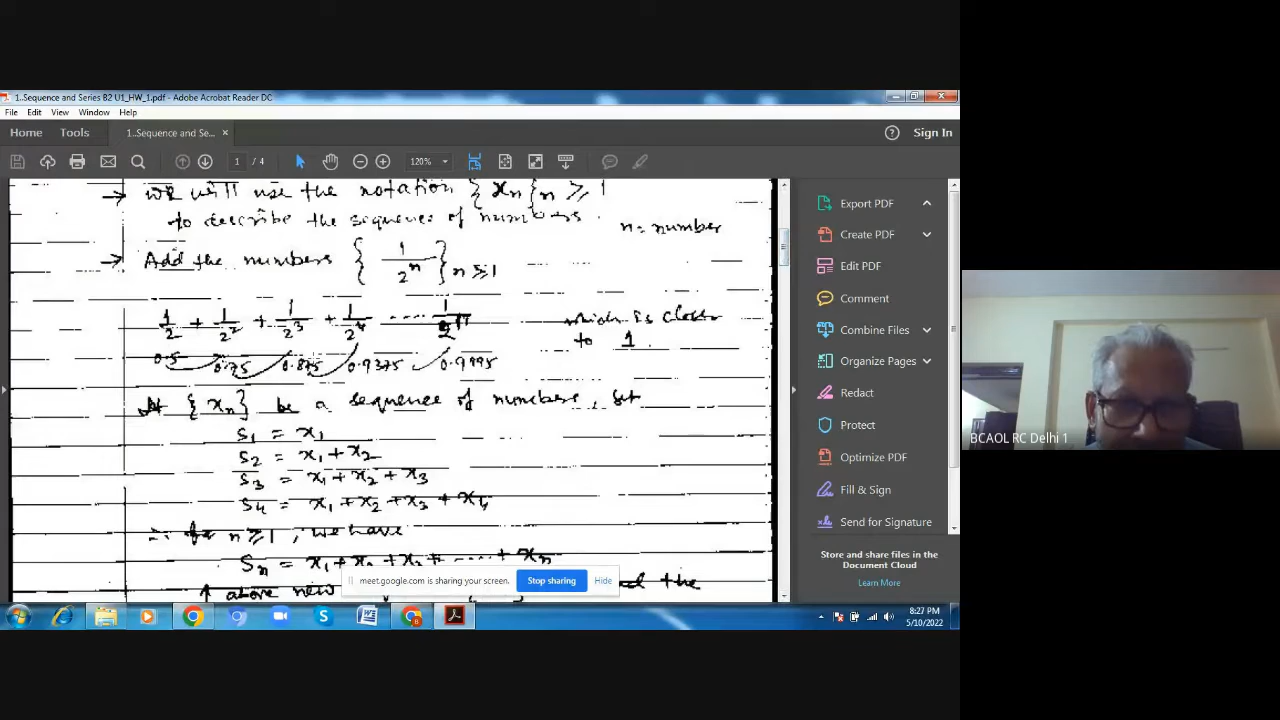 1..Sequence and Series B2 U1_HW_1.pdf - Adobe Acrobat Reader DC
File Edit View Window Help
Home Tools 1..Sequence and Se... × Sign In
1 / 4 120%
→ we will use the notation {xn}n ≥ 1
to describe the sequence of numbers.
n = number
→ Add the numbers {1/2^n} n ≥ 1
1/2 + 1/2^2 + 1/2^3 + 1/2^4 ..... 1/2^11 which is close
to 1.
0.5 0.75 0.875 0.9375 0.9995
{xn} be a sequence of numbers, Set
S1 = x1
S2 = x1 + x2
S3 = x1 + x2 + x3
S4 = x1 + x2 + x3 + x4
∴ for n ≥ 1, we have
Sn = x1 + x2 + x3 + ..... + xn
↑ above new the
Export PDF
Create PDF
Edit PDF
Comment
Combine Files
Organize Pages
Redact
Protect
Optimize PDF
Fill & Sign
Send for Signature
Store and share files in the
Document Cloud
Learn More
meet.google.com is sharing your screen. Stop sharing Hide
8:27 PM
5/10/2022
BCAOL RC Delhi 1